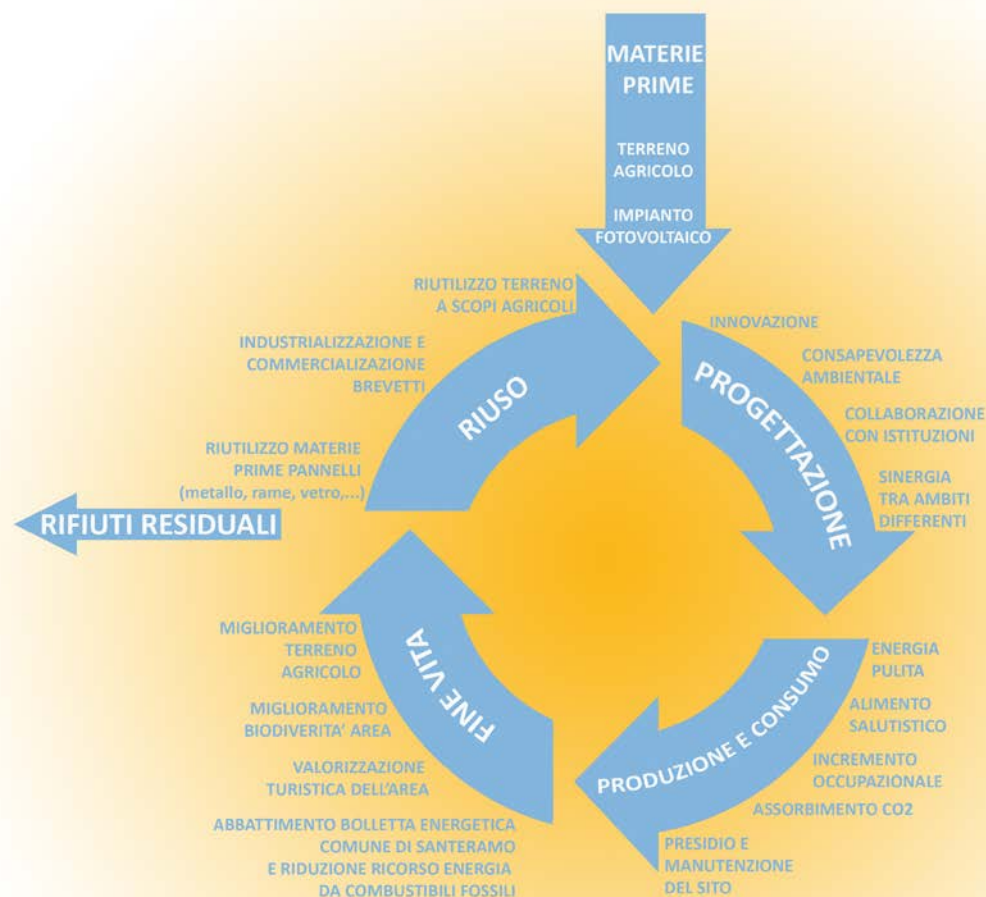 MATERIE
PRIME
TERRENO
AGRICOLO
IMPIANTO
FOTOVOLTAICO
PROGETTAZIONE
INNOVAZIONE
CONSAPEVOLEZZA
AMBIENTALE
COLLABORAZIONE
CON ISTITUZIONI
SINERGIA
TRA AMBITI
DIFFERENTI
PRODUZIONE E CONSUMO
ENERGIA
PULITA
ALIMENTO
SALUTISTICO
INCREMENTO
OCCUPAZIONALE
ASSORBIMENTO CO2
PRESIDIO E
MANUTENZIONE
DEL SITO
FINE VITA
MIGLIORAMENTO
TERRENO
AGRICOLO
MIGLIORAMENTO
BIODIVERITA' AREA
VALORIZZAZIONE
TURISTICA DELL'AREA
ABBATTIMENTO BOLLETTA ENERGETICA
COMUNE DI SANTERAMO
E RIDUZIONE RICORSO ENERGIA
DA COMBUSTIBILI FOSSILI
RIUSO
RIUTILIZZO TERRENO
A SCOPI AGRICOLI
INDUSTRIALIZZAZIONE E
COMMERCIALIZAZIONE
BREVETTI
RIUTILIZZO MATERIE
PRIME PANNELLI
(metallo, rame, vetro,...)
RIFIUTI RESIDUALI